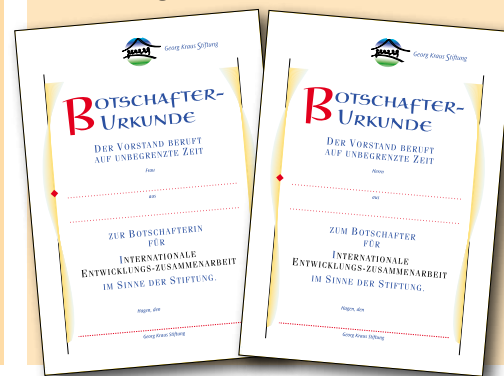 Georg Kraus Stiftung
BOTSCHAFTER-
URKUNDE
DER VORSTAND BERUFT
AUF UNBEGRENZTE ZEIT
Frau
aus
ZUR BOTSCHAFTERIN
FÜR
INTERNATIONALE
ENTWICKLUNGS-ZUSAMMENARBEIT
IM SINNE DER STIFTUNG.
Hagen, den
Georg Kraus Stiftung
Georg Kraus Stiftung
BOTSCHAFTER-
URKUNDE
DER VORSTAND BERUFT
AUF UNBEGRENZTE ZEIT
Herrn
aus
ZUM BOTSCHAFTER
FÜR
INTERNATIONALE
ENTWICKLUNGS-ZUSAMMENARBEIT
IM SINNE DER STIFTUNG.
Hagen, den
Georg Kraus Stiftung